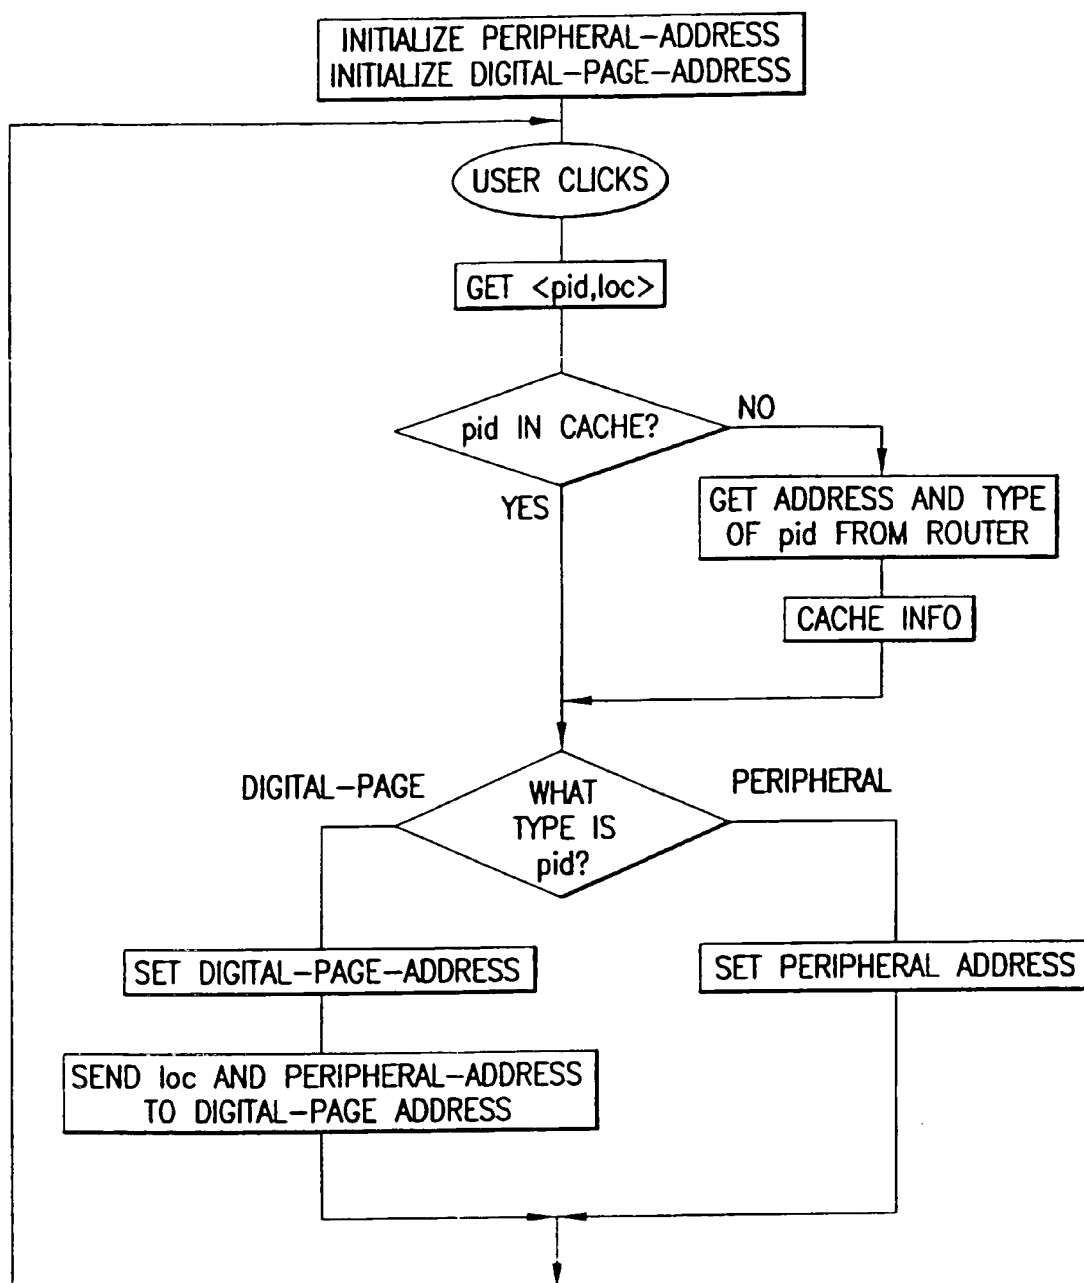 INITIALIZE PERIPHERAL-ADDRESS
INITIALIZE DIGITAL-PAGE-ADDRESS
USER CLICKS
GET <pid,loc>
pid IN CACHE?
NO
YES
GET ADDRESS AND TYPE
OF pid FROM ROUTER
CACHE INFO
DIGITAL-PAGE
WHAT
TYPE IS
pid?
PERIPHERAL
SET DIGITAL-PAGE-ADDRESS
SET PERIPHERAL ADDRESS
SEND loc AND PERIPHERAL-ADDRESS
TO DIGITAL-PAGE ADDRESS